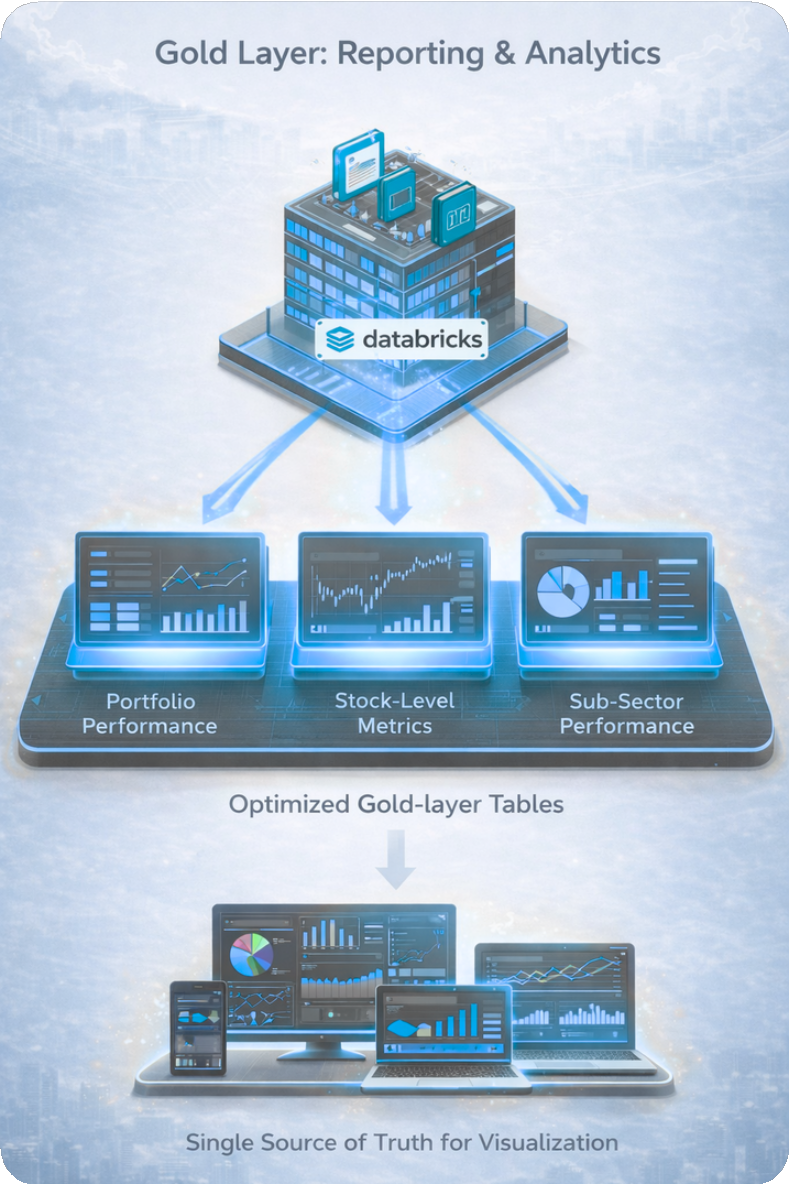 Gold Layer: Reporting & Analytics
databricks
Portfolio
Performance
Stock-Level
Metrics
Sub-Sector
Performance
Optimized Gold-layer Tables
Single Source of Truth for Visualization